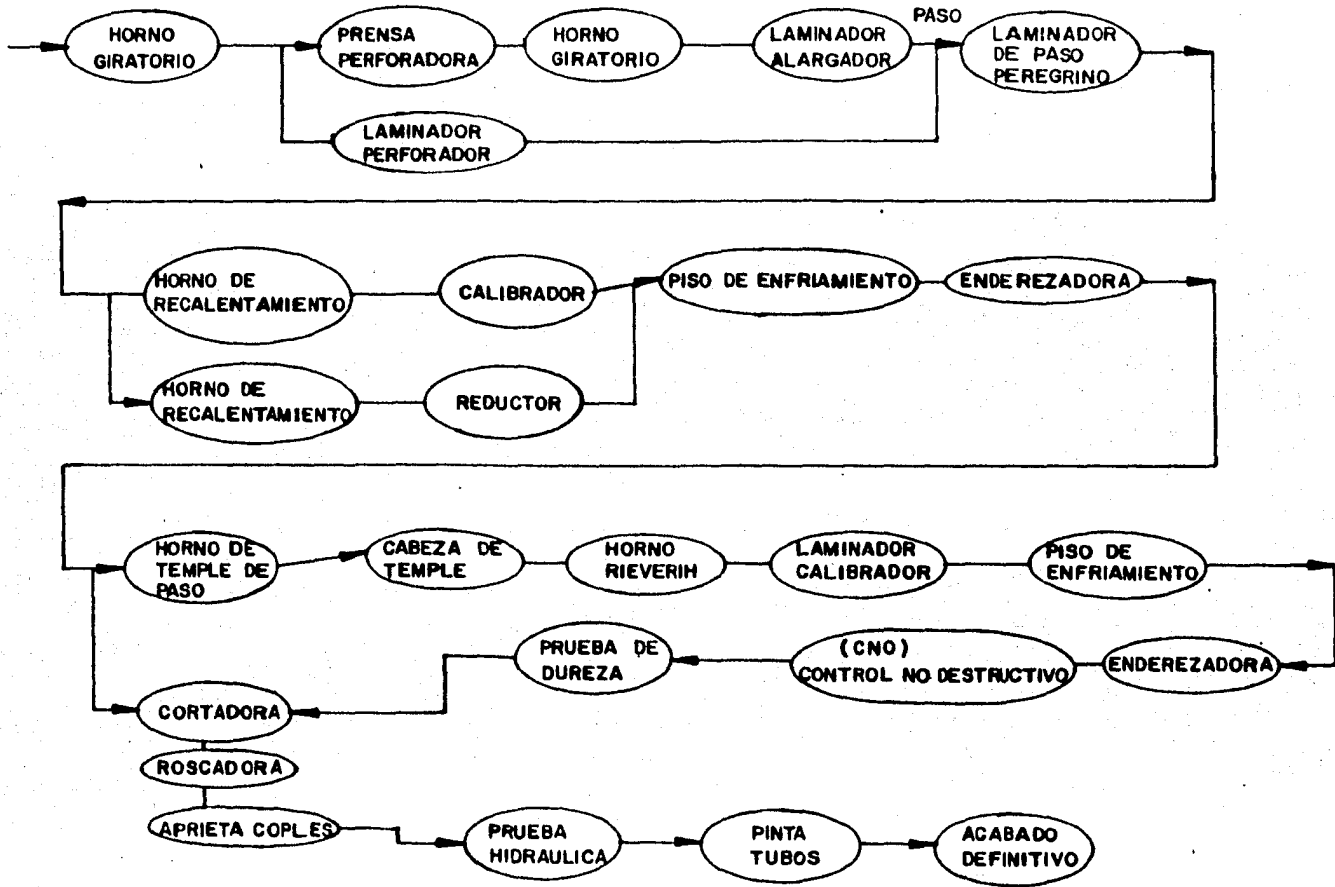 HORNO
GIRATORIO
PRENSA
PERFORADORA
HORNO
GIRATORIO
LAMINADOR
ALARGADOR
PASO
LAMINADOR
DE PASO
PEREGRINO
LAMINADOR
PERFORADOR
HORNO DE
RECALENTAMIENTO
CALIBRADOR
PISO DE ENFRIAMIENTO
ENDEREZADORA
HORNO DE
RECALENTAMIENTO
REDUCTOR
HORNO DE
TEMPLE DE
PASO
CABEZA DE
TEMPLE
HORNO
RIEVERIH
LAMINADOR
CALIBRADOR
PISO DE
ENFRIAMIENTO
PRUEBA DE
DUREZA
(CNO)
CONTROL NO DESTRUCTIVO
ENDEREZADORA
CORTADORA
ROSCADORA
APRIETA COPLES
PRUEBA
HIDRAULICA
PINTA
TUBOS
ACABADO
DEFINITIVO